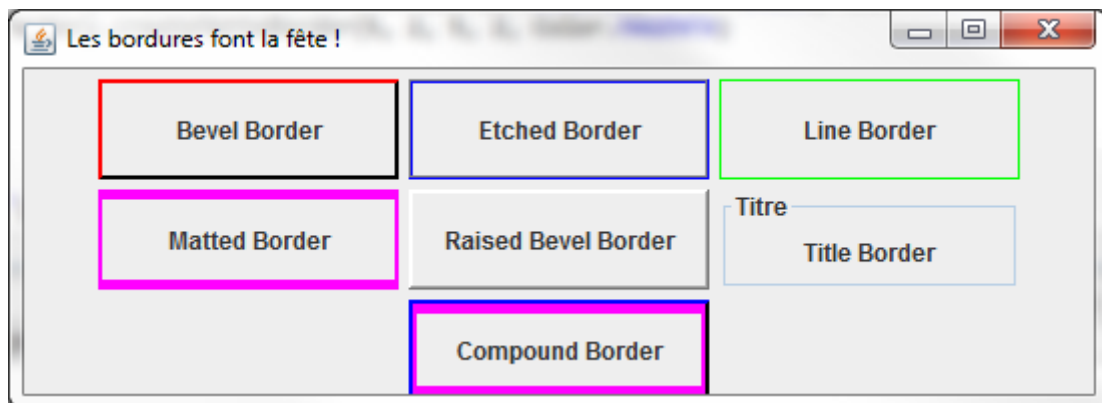 Les bordures font la fête !
Bevel Border
Etched Border
Line Border
Matted Border
Raised Bevel Border
Titre
Title Border
Compound Border